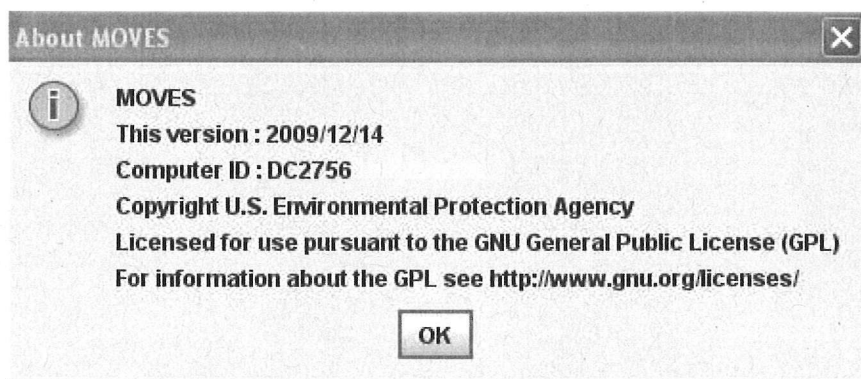 About MOVES
MOVES
This version : 2009/12/14
Computer ID : DC2756
Copyright U.S. Environmental Protection Agency
Licensed for use pursuant to the GNU General Public License (GPL)
For information about the GPL see http://www.gnu.org/licenses/
OK